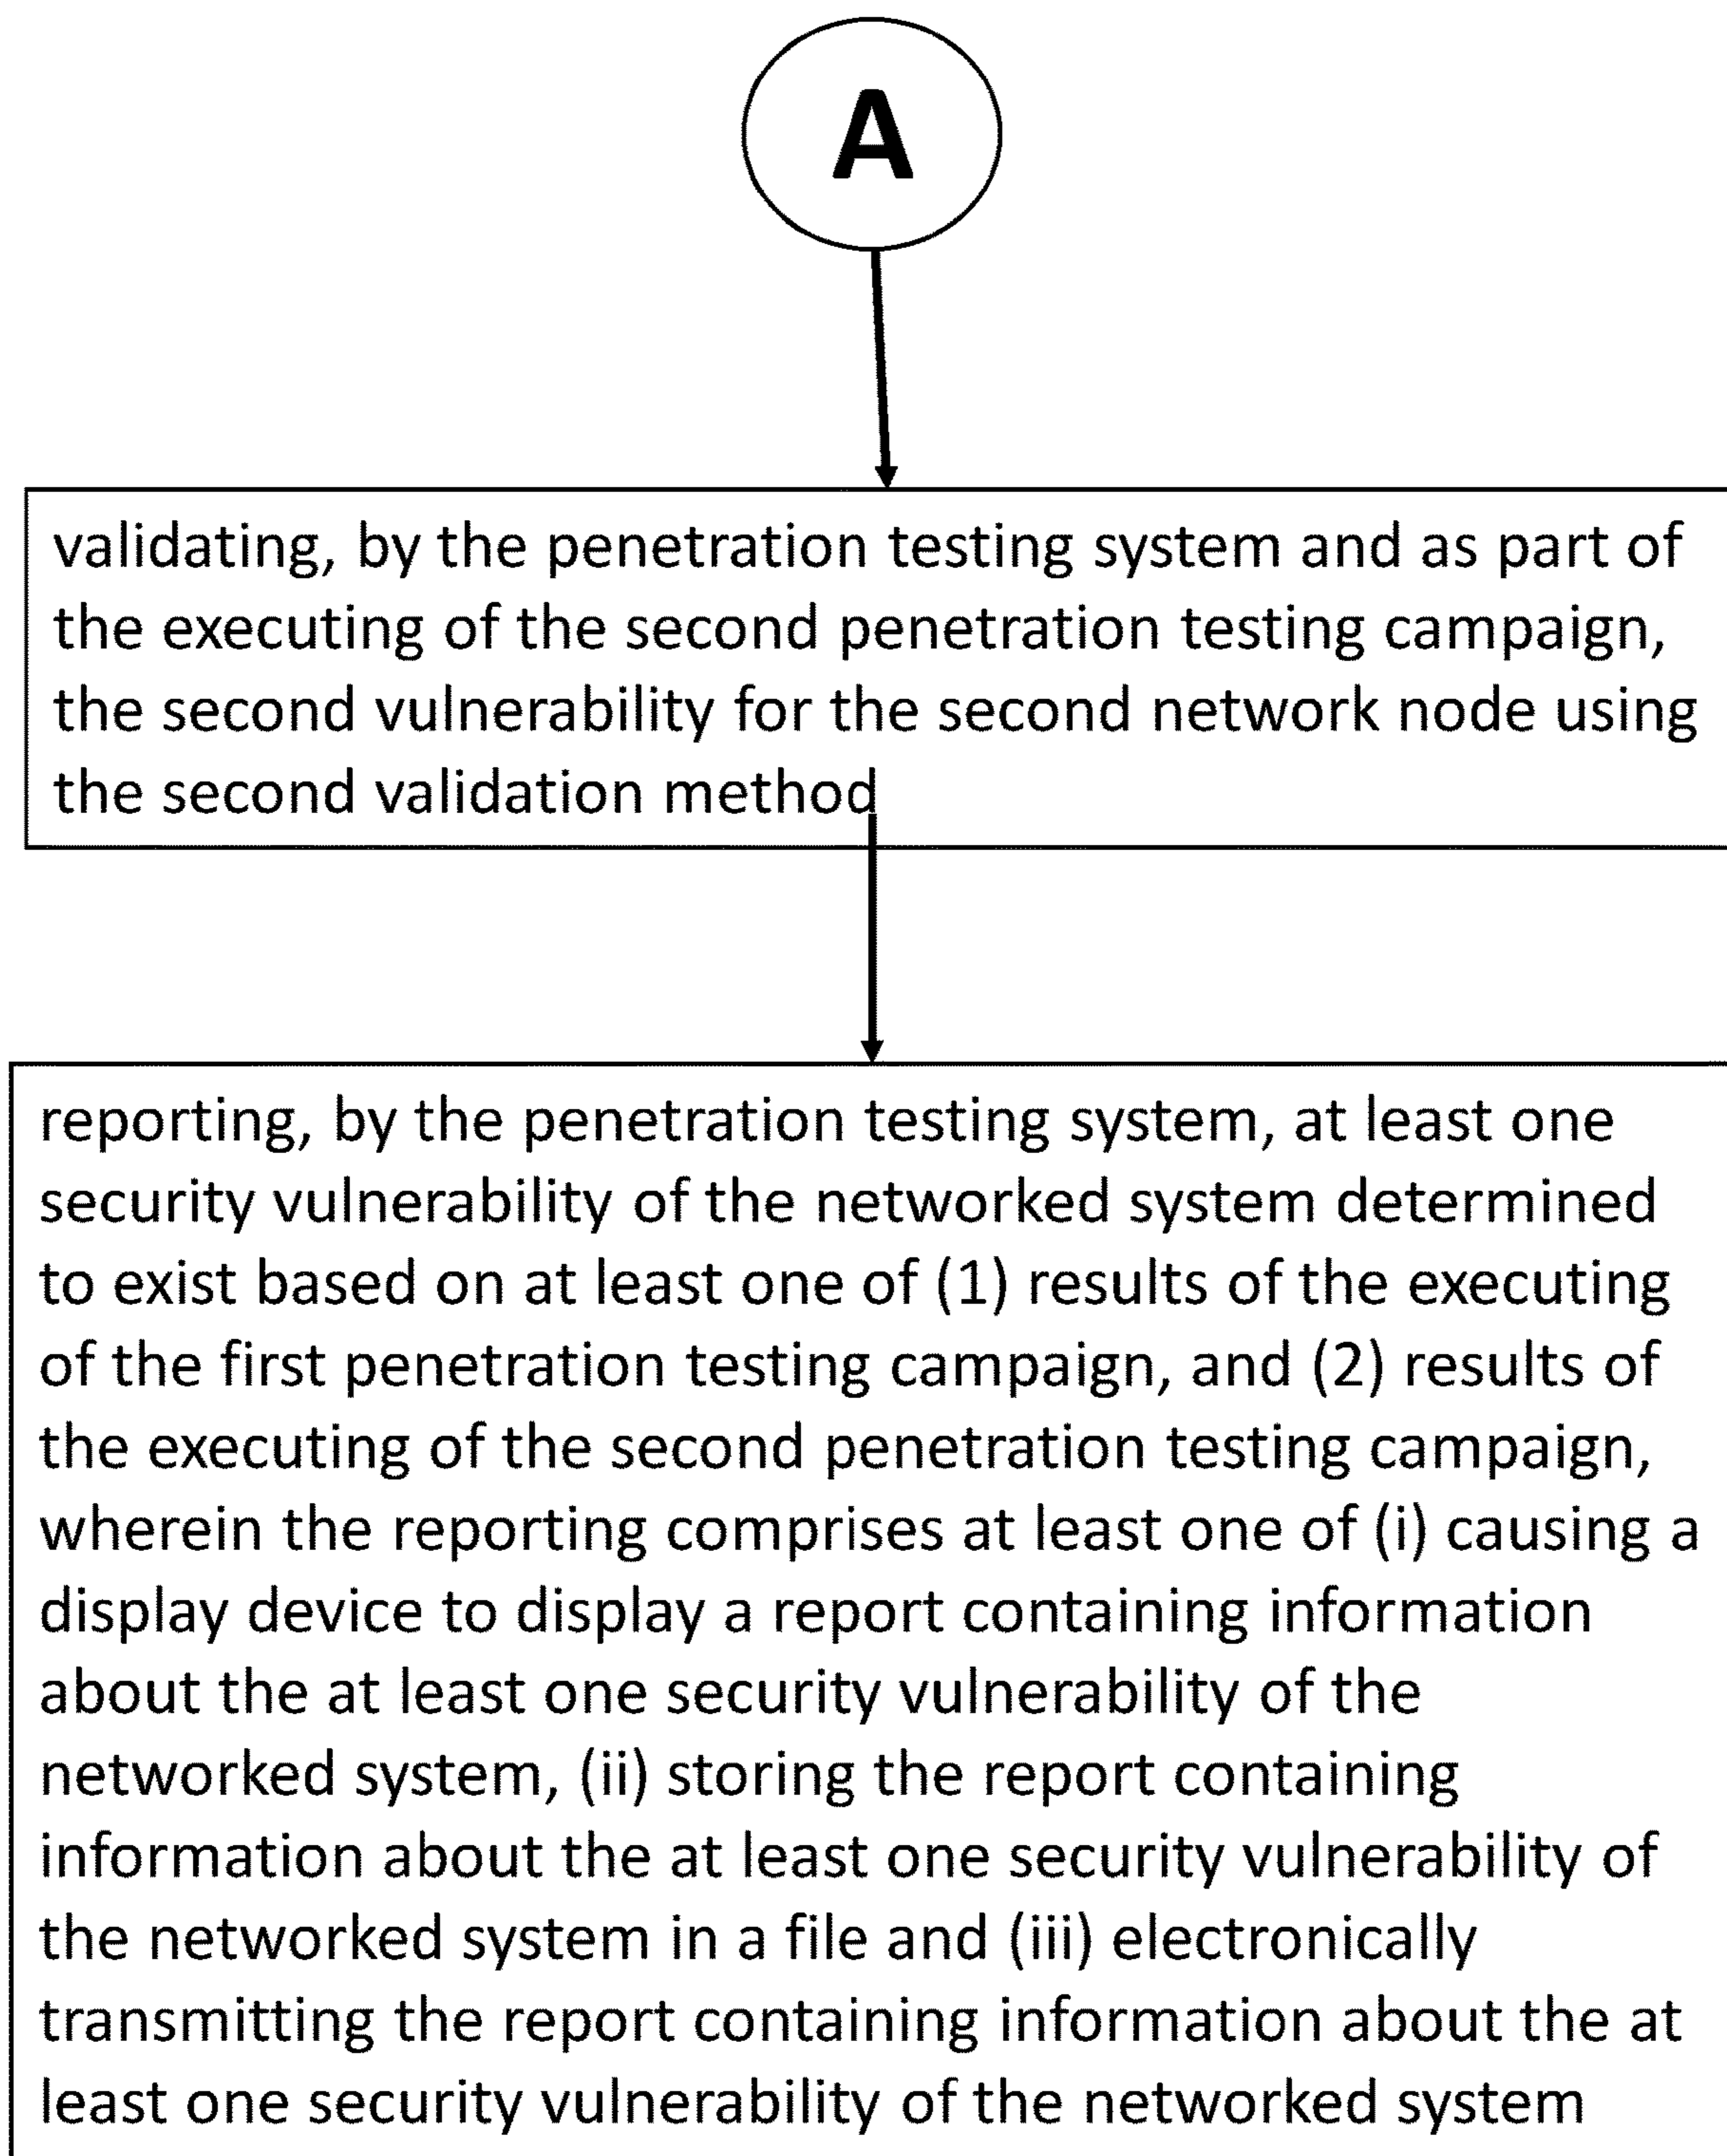 A
validating, by the penetration testing system and as part of
the executing of the second penetration testing campaign,
the second vulnerability for the second network node using
the second validation method
reporting, by the penetration testing system, at least one
security vulnerability of the networked system determined
to exist based on at least one of (1) results of the executing
of the first penetration testing campaign, and (2) results of
the executing of the second penetration testing campaign,
wherein the reporting comprises at least one of (i) causing a
display device to display a report containing information
about the at least one security vulnerability of the
networked system, (ii) storing the report containing
information about the at least one security vulnerability of
the networked system in a file and (iii) electronically
transmitting the report containing information about the at
least one security vulnerability of the networked system